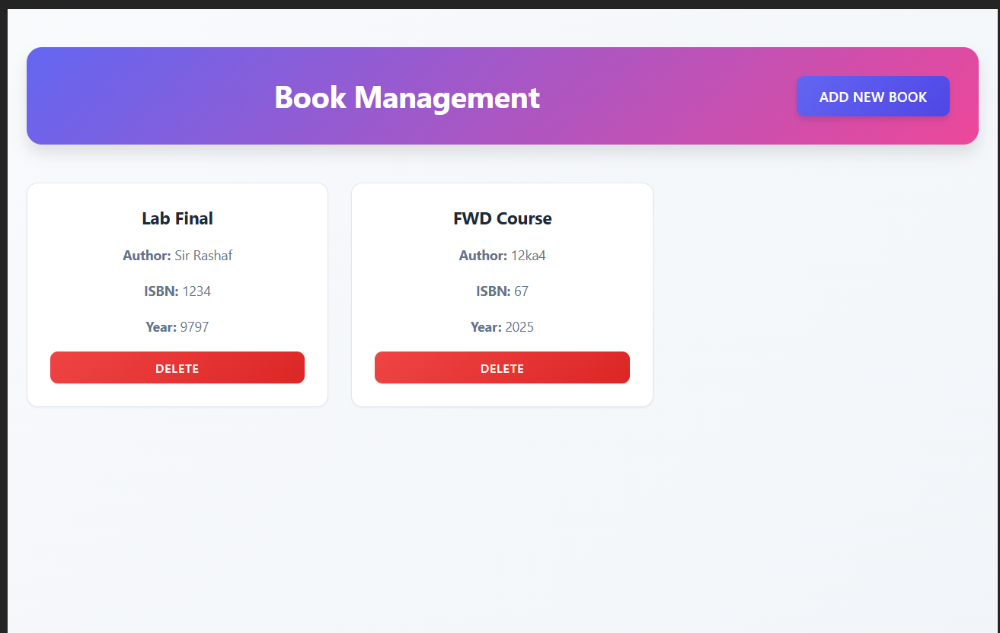 Book Management
ADD NEW BOOK
Lab Final
Author: Sir Rashaf
ISBN: 1234
Year: 9797
DELETE
FWD Course
Author: 12ka4
ISBN: 67
Year: 2025
DELETE